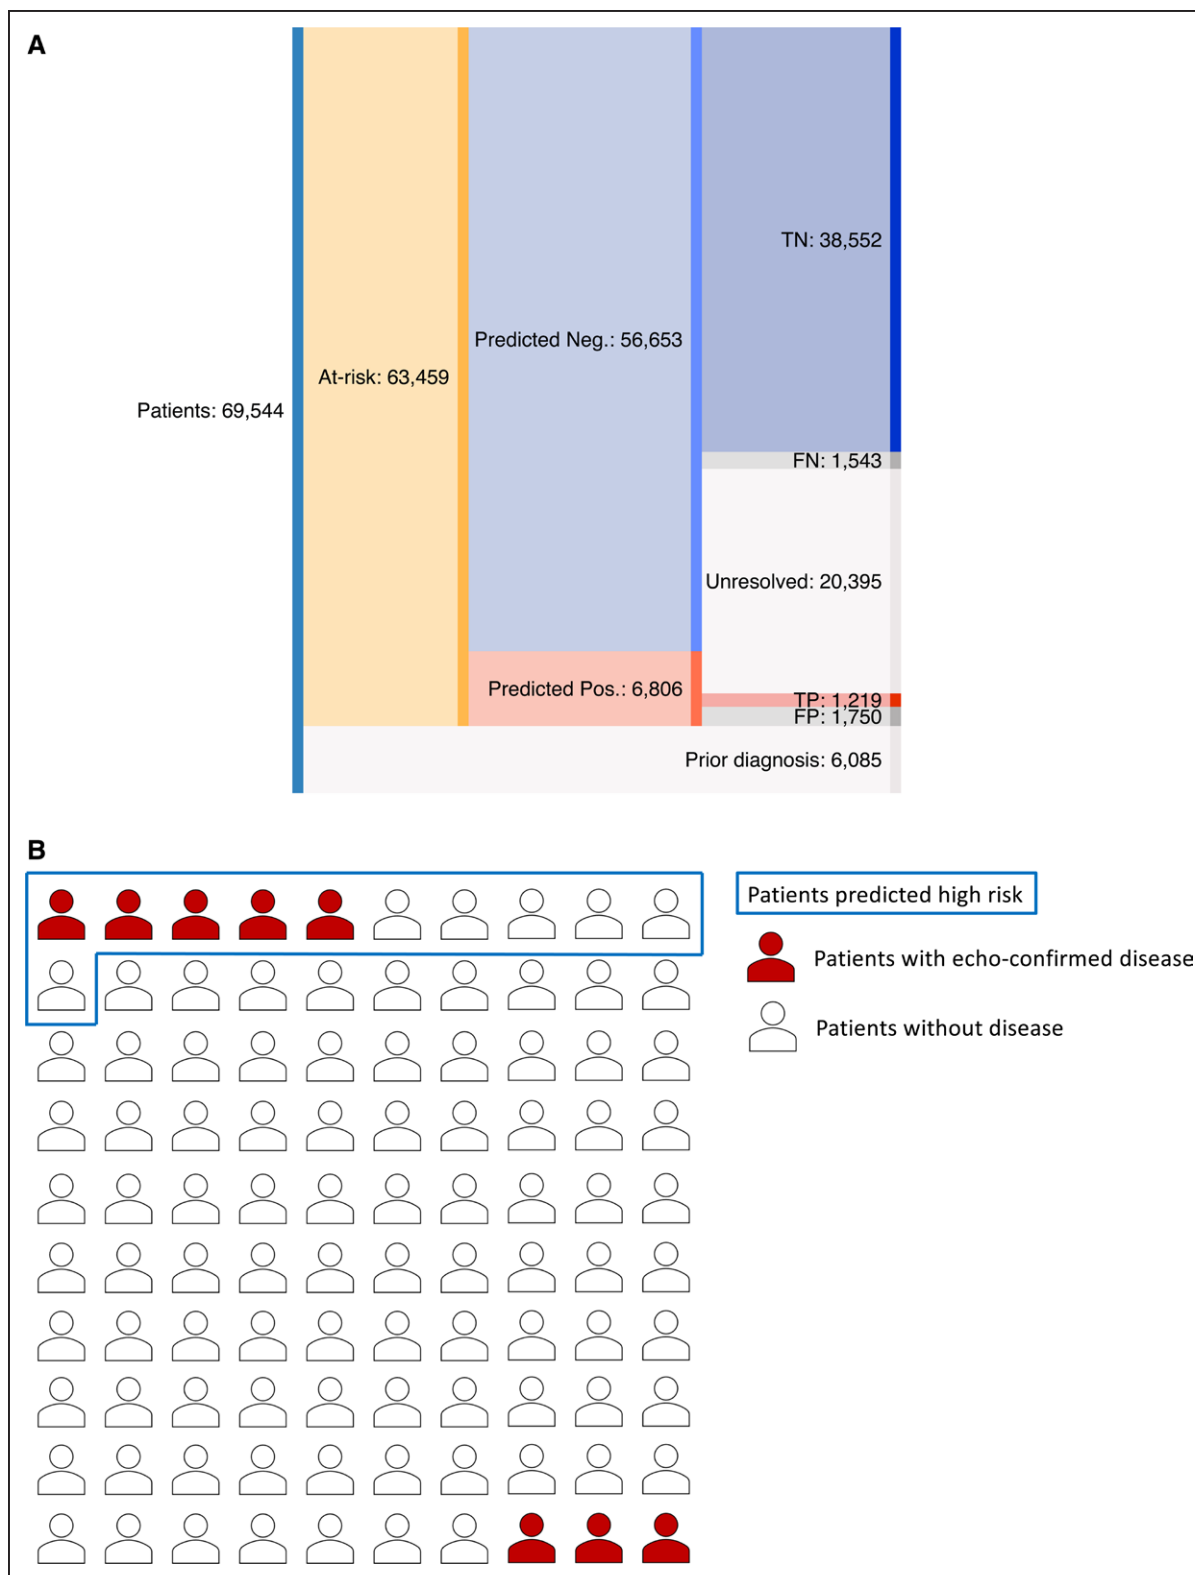 A
TN: 38,552
Predicted Neg.: 56,653
At-risk: 63,459
Patients: 69,544
FN: 1,543
Unresolved: 20,395
Predicted Pos.: 6,806
TP: 1,219
FP: 1,750
Prior diagnosis: 6,085
B
Patients predicted high risk
Patients with echo-confirmed disease
Patients without disease